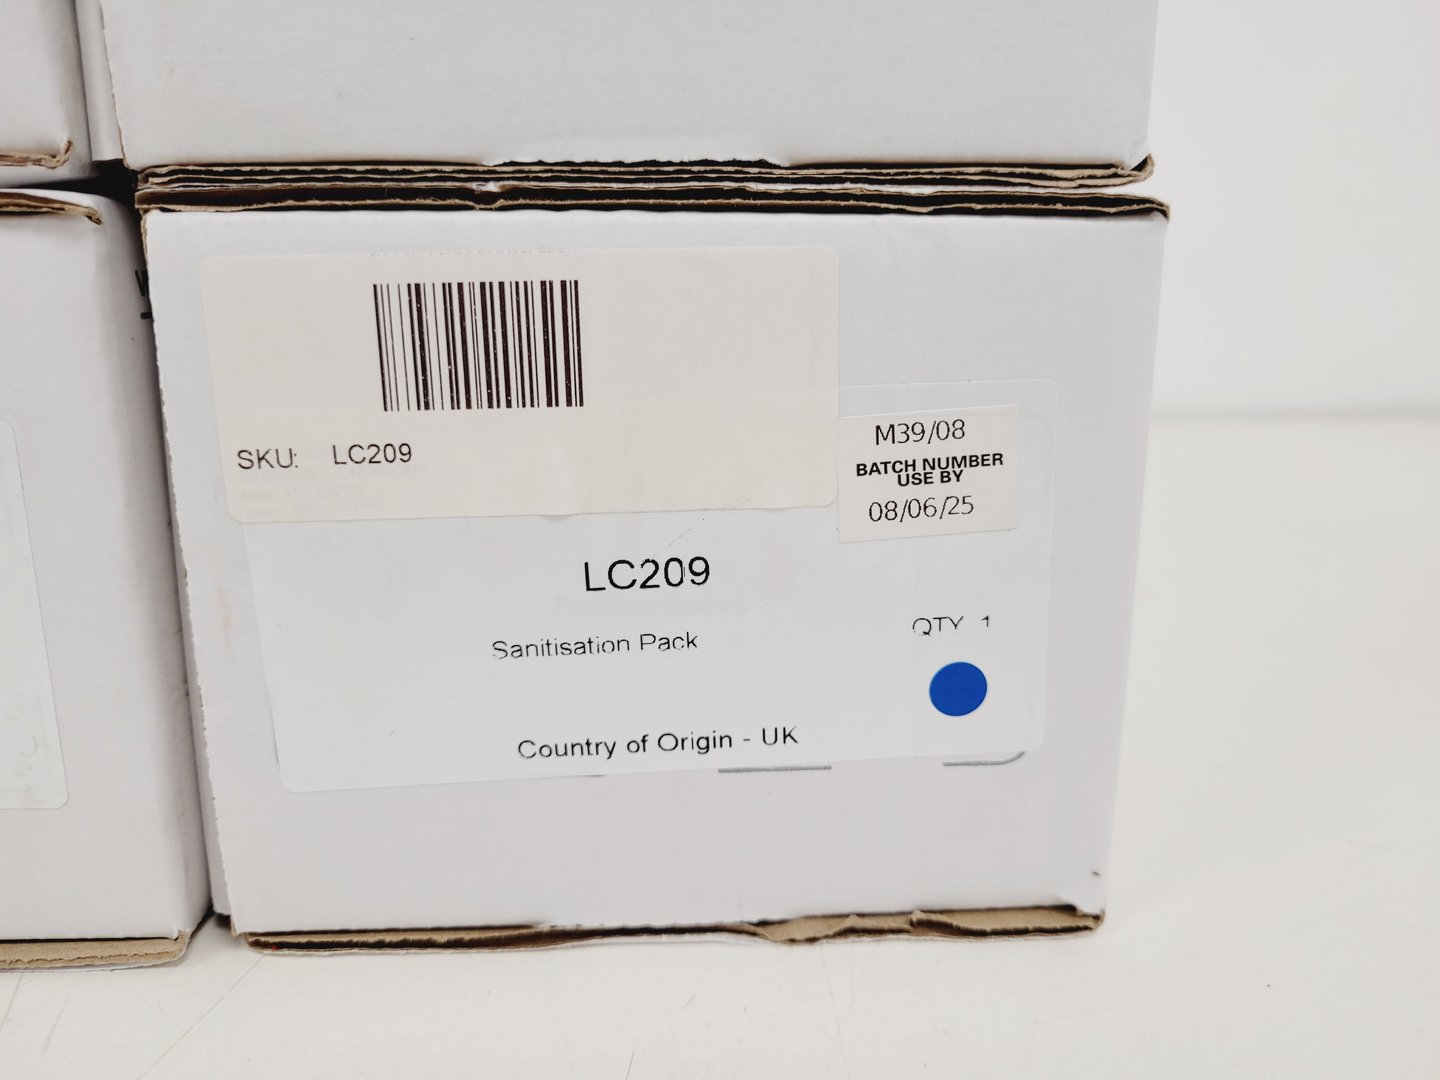 SKU: LC209
M39/08
BATCH NUMBER
USE BY
08/06/25
LC209
Sanitisation Pack
QTY 1
Country of Origin - UK